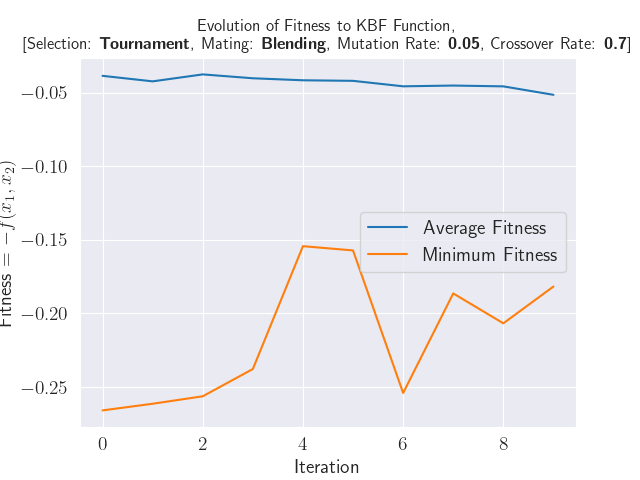 Evolution of Fitness to KBF Function,
[Selection: Tournament, Mating: Blending, Mutation Rate: 0.05, Crossover Rate: 0.7]
−0.05
−0.10
−0.15
−0.20
−0.25
Fitness = −f(x₁, x₂)
Average Fitness
Minimum Fitness
0 2 4 6 8
Iteration